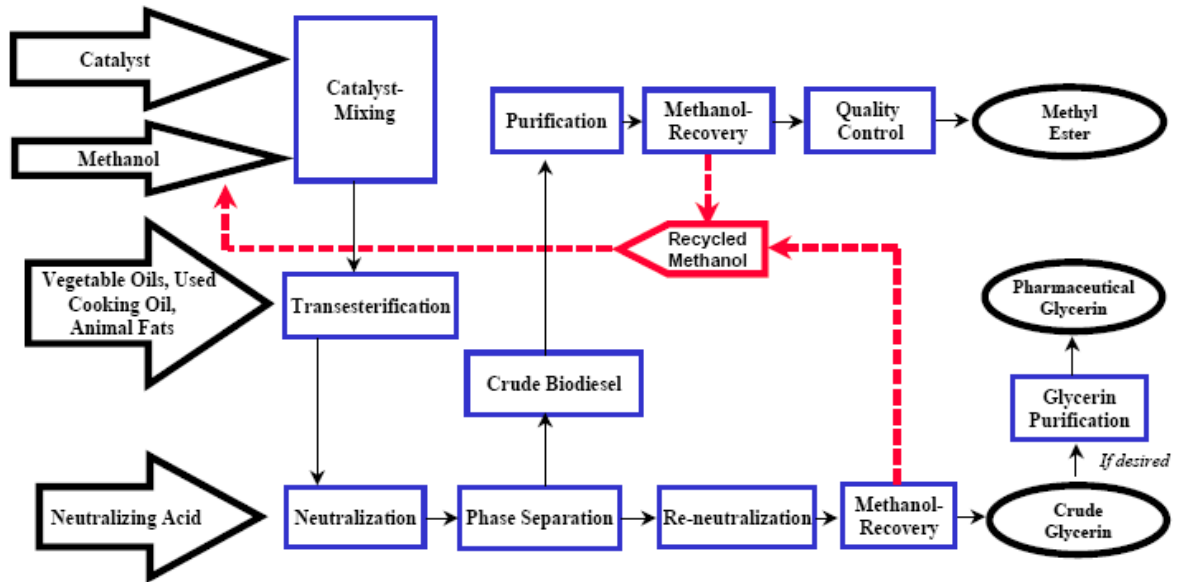 Catalyst
Catalyst-
Mixing
Methanol
Purification
Methanol-
Recovery
Quality
Control
Methyl
Ester
Recycled
Methanol
Vegetable Oils, Used
Cooking Oil,
Animal Fats
Transesterification
Pharmaceutical
Glycerin
Crude Biodiesel
Glycerin
Purification
If desired
Neutralizing Acid
Neutralization
Phase Separation
Re-neutralization
Methanol-
Recovery
Crude
Glycerin